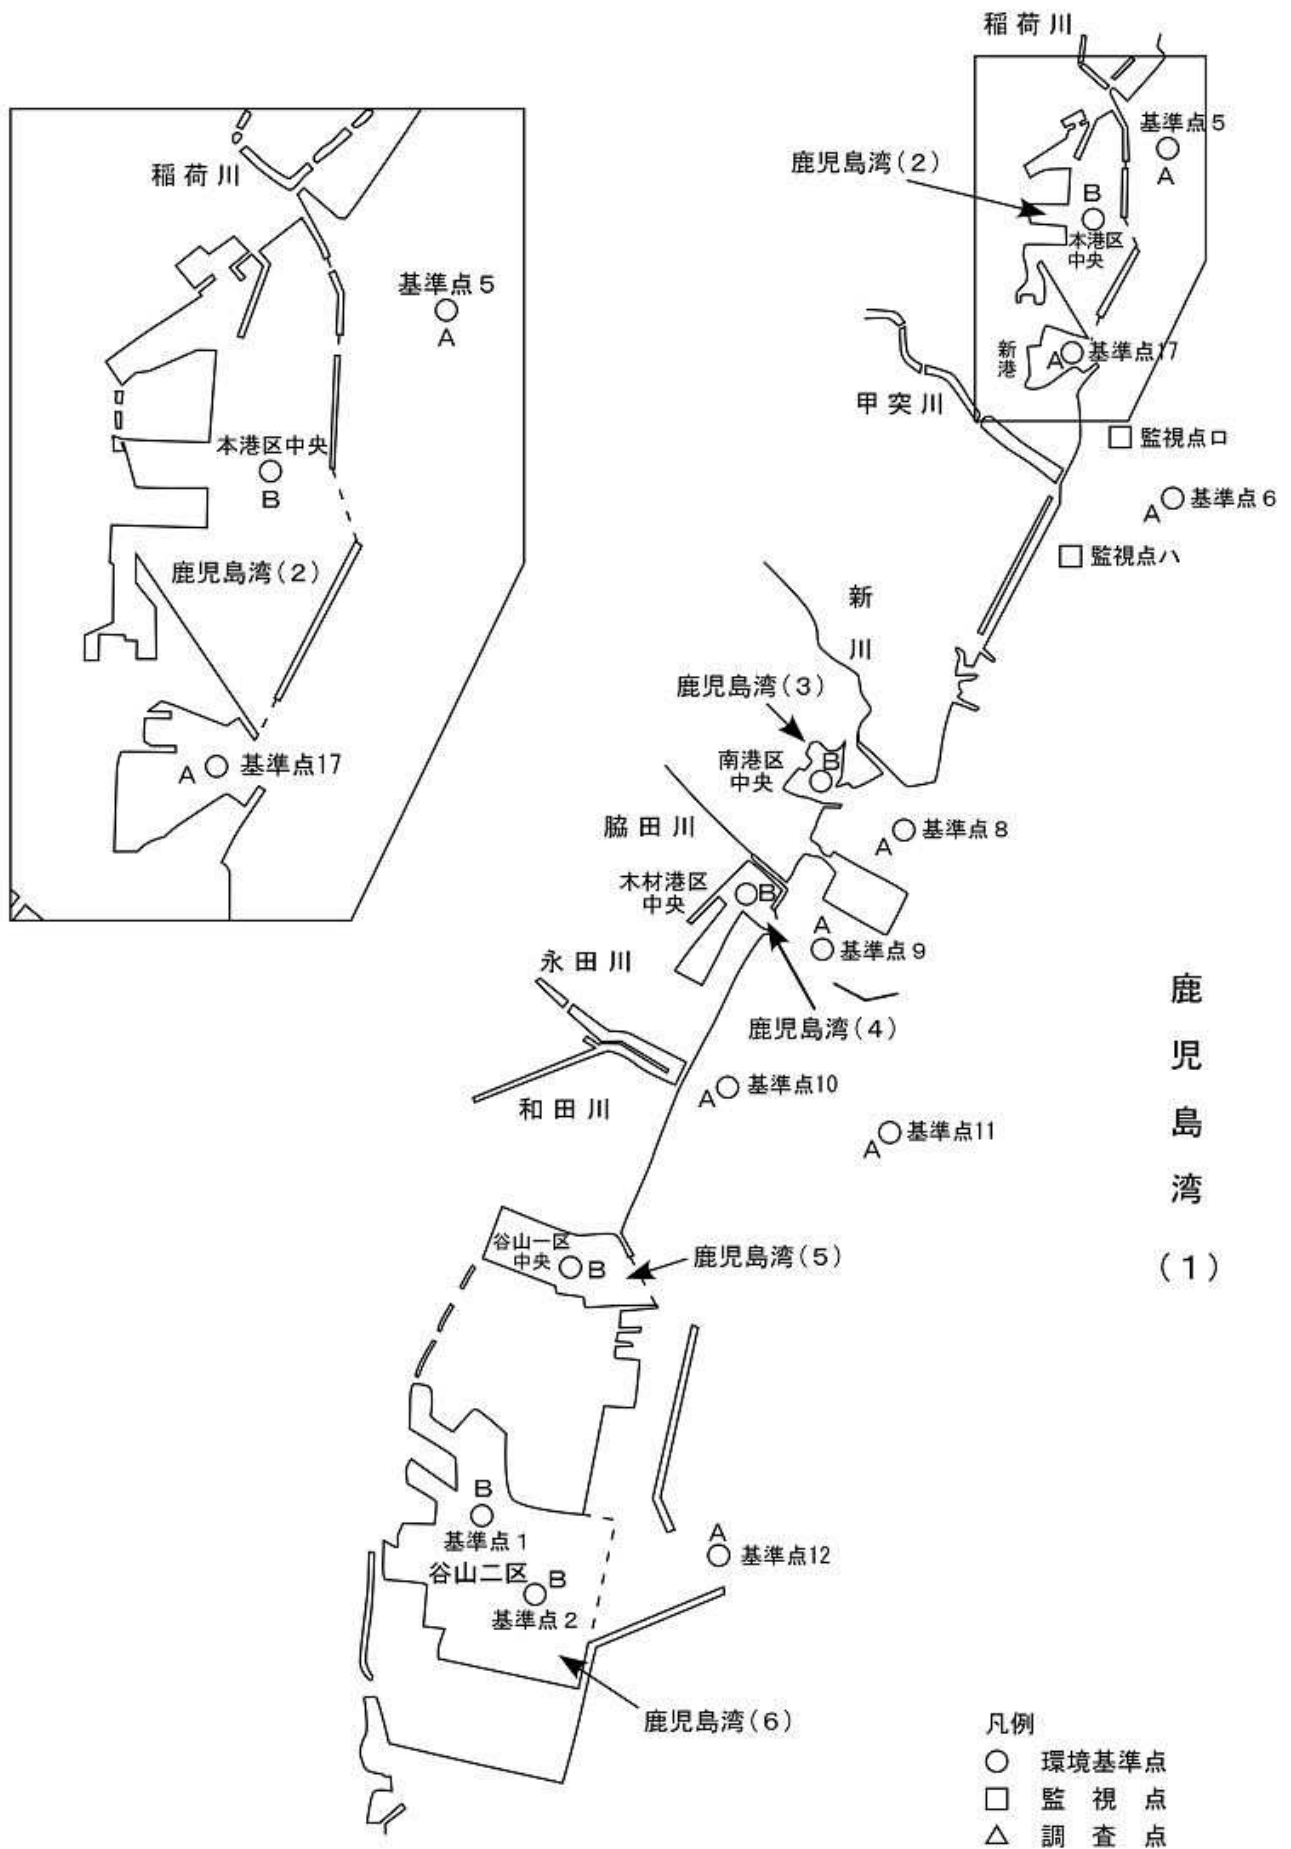 稲荷川
基準点5
A
本港区中央
B
鹿児島湾(2)
A
基準点17
稲荷川
基準点5
A
鹿児島湾(2)
B
本港区
中央
新港
A
基準点17
甲突川
監視点ロ
A
基準点6
監視点ハ
新川
鹿児島湾(3)
南港区
中央
B
A
基準点8
脇田川
木材港区
中央
B
A
基準点9
鹿児島湾(4)
永田川
和田川
A
基準点10
A
基準点11
鹿児島湾
(1)
谷山一区
中央
B
鹿児島湾(5)
B
基準点1
谷山二区
B
基準点2
A
基準点12
鹿児島湾(6)
凡例
○ 環境基準点
□ 監視点
△ 調査点